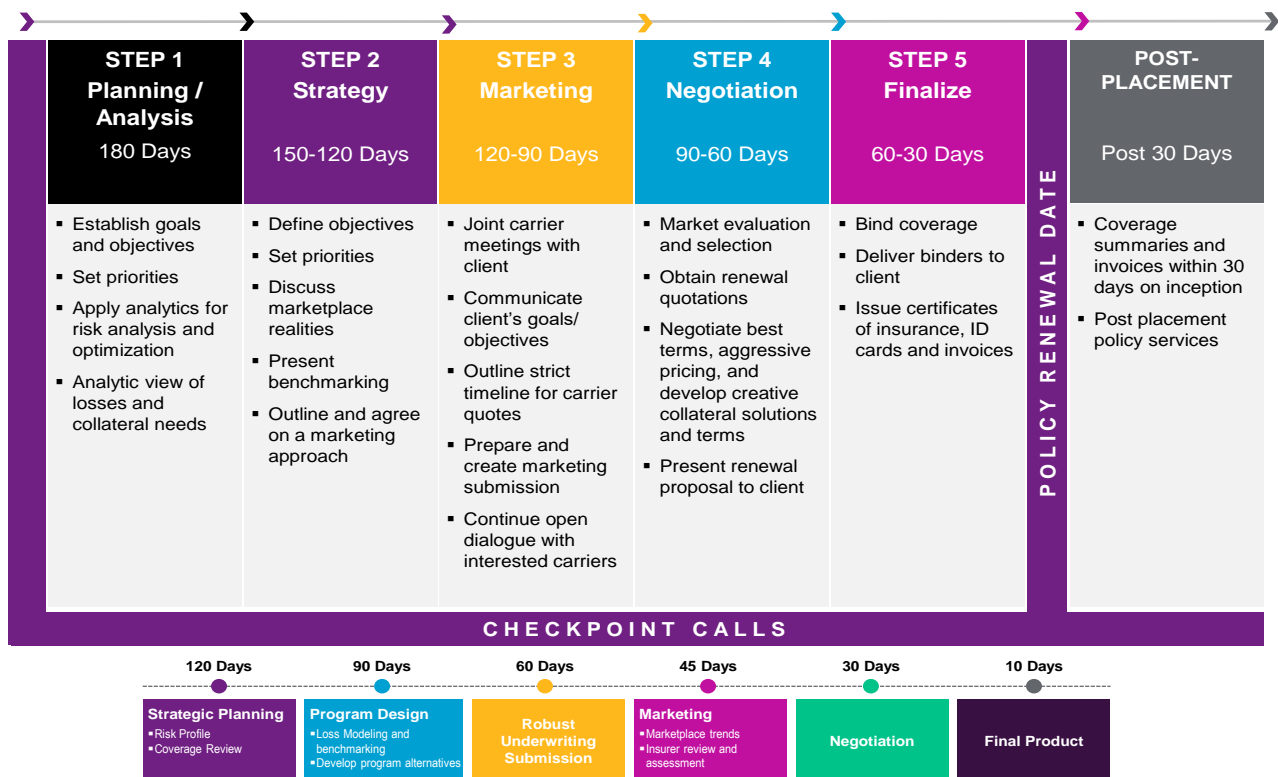 STEP 1
Planning /
Analysis
180 Days
▪ Establish goals
and objectives
▪ Set priorities
▪ Apply analytics for
risk analysis and
optimization
▪ Analytic view of
losses and
collateral needs
STEP 2
Strategy
150-120 Days
▪ Define objectives
▪ Set priorities
▪ Discuss
marketplace
realities
▪ Present
benchmarking
▪ Outline and agree
on a marketing
approach
STEP 3
Marketing
120-90 Days
▪ Joint carrier
meetings with
client
▪ Communicate
client’s goals/
objectives
▪ Outline strict
timeline for carrier
quotes
▪ Prepare and
create marketing
submission
▪ Continue open
dialogue with
interested carriers
STEP 4
Negotiation
90-60 Days
▪ Market evaluation
and selection
▪ Obtain renewal
quotations
▪ Negotiate best
terms, aggressive
pricing, and
develop creative
collateral solutions
and terms
▪ Present renewal
proposal to client
STEP 5
Finalize
60-30 Days
▪ Bind coverage
▪ Deliver binders to
client
▪ Issue certificates
of insurance, ID
cards and invoices
POLICY RENEWAL DATE
POST-
PLACEMENT
Post 30 Days
▪ Coverage
summaries and
invoices within 30
days on inception
▪ Post placement
policy services
CHECKPOINT CALLS
120 Days
Strategic Planning
▪Risk Profile
▪Coverage Review
90 Days
Program Design
▪Loss Modeling and
benchmarking
▪Develop program alternatives
60 Days
Robust
Underwriting
Submission
45 Days
Marketing
▪Marketplace trends
▪Insurer review and
assessment
30 Days
Negotiation
10 Days
Final Product